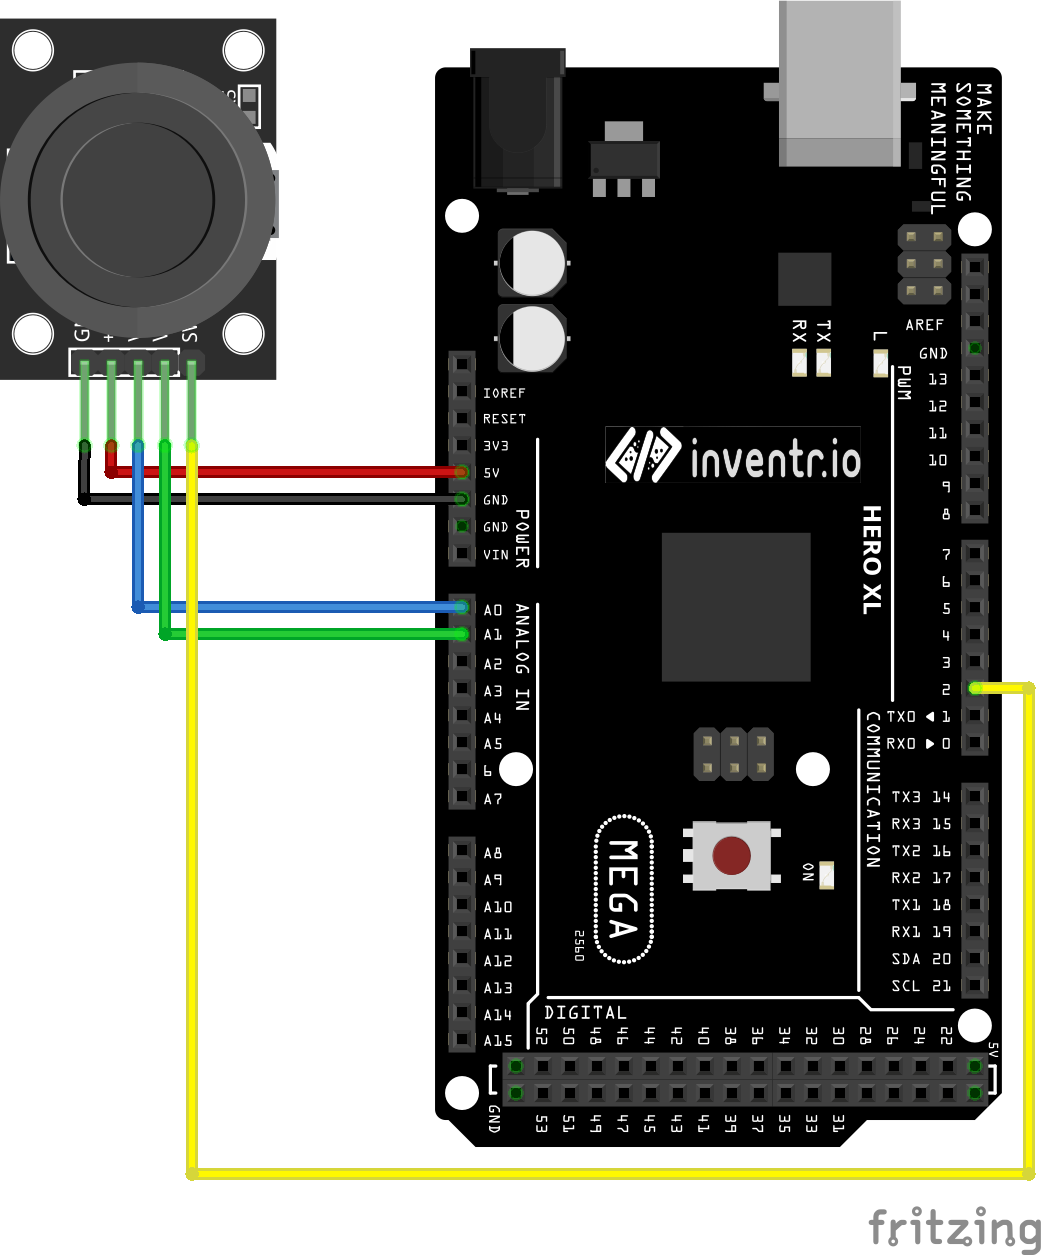 MAKE
SOMETHING
MEANINGFUL
AREF
GND
13
12
11
10
9
8
PWM
RX
TX
L
IOREF
RESET
3V3
5V
GND
GND
VIN
POWER
inventr.io
HERO XL
7
6
5
4
3
2
TX0 ◀ 1
RX0 ▶ 0
A0
A1
A2
A3
A4
A5
6
A7
ANALOG IN
COMMUNICATION
TX3 14
RX3 15
TX2 16
RX2 17
TX1 18
RX1 19
SDA 20
SCL 21
MEGA
2560
ON
A8
A9
A10
A11
A12
A13
A14
A15
DIGITAL
52 50 48 46 44 42 40 38 36 34 32 30 28 26 24 22
5V
GND
53 51 49 47 45 43 41 39 37 35 33 31
fritzing